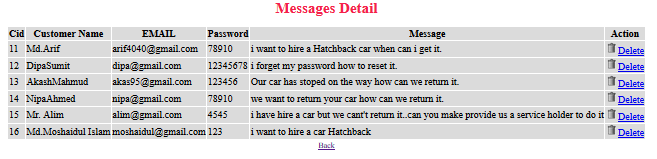 Messages Detail
Cid Customer Name EMAIL Password Message Action
11 Md.Arif arif4040@gmail.com 78910 i want to hire a Hatchback car when can i get it. Delete
12 DipaSumit dipa@gmail.com 12345678 i forget my password how to reset it. Delete
13 AkashMahmud akas95@gmail.com 123456 Our car has stoped on the way how can we return it. Delete
14 NipaAhmed nipa@gmail.com 78910 we want to return your car how can we return it. Delete
15 Mr. Alim alim@gmail.com 4545 i have hire a car but we cant't return it..can you make provide us a service holder to do it Delete
16 Md.Moshaidul Islam moshaidul@gmail.com 123 i want to hire a car Hatchback Delete
Back